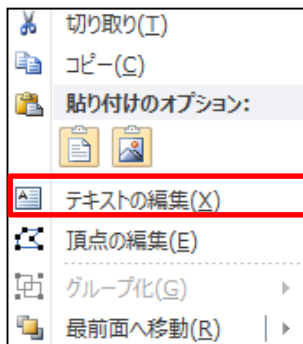 切り取り(T)
コピー(C)
貼り付けのオプション:
テキストの編集(X)
頂点の編集(E)
グループ化(G)
最前面へ移動(R)